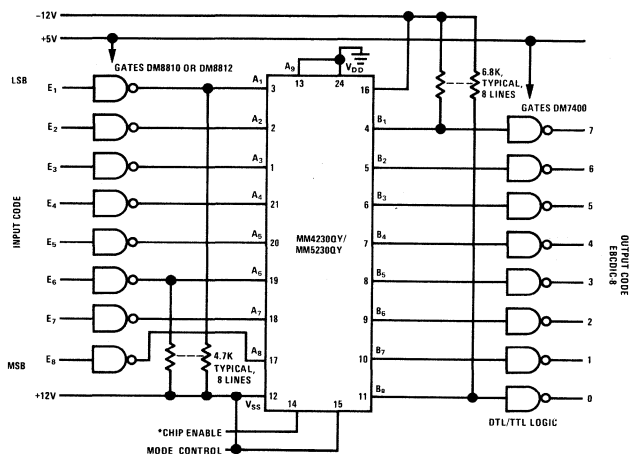 −12V
+5V
GATES DM8810 OR DM8812
LSB
INPUT CODE
MSB
E1
E2
E3
E4
E5
E6
E7
E8
+12V
A9
13
24
VDD
A1
3
A2
2
A3
1
A4
21
A5
20
A6
19
A7
18
A8
17
VSS
12
14
15
*CHIP ENABLE
MODE CONTROL
4.7K
TYPICAL,
8 LINES
MM4230QY/
MM5230QY
16
B1
4
B2
5
B3
6
B4
7
B5
8
B6
9
B7
10
B8
11
6.8K,
TYPICAL,
8 LINES
GATES DM7400
7
6
5
4
3
2
1
0
OUTPUT CODE
EBCDIC-8
DTL/TTL LOGIC